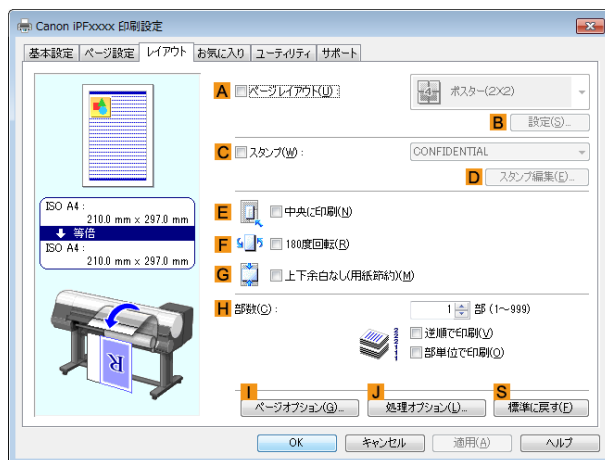 Canon iPFxxxx 印刷設定
基本設定 ページ設定 レイアウト お気に入り ユーティリティ サポート
A ページレイアウト(U) :
4 ポスター(2×2)
B 設定(S)...
C スタンプ(W) :
CONFIDENTIAL
D スタンプ編集(E)...
ISO A4 :
210.0 mm x 297.0 mm
等倍
ISO A4 :
210.0 mm x 297.0 mm
E 中央に印刷(N)
F 180度回転(R)
G 上下余白なし(用紙節約)(M)
H 部数(C) :
1 部 (1～999)
逆順で印刷(V)
部単位で印刷(O)
332211
R
I ページオプション(G)...
J 処理オプション(L)...
S 標準に戻す(F)
OK キャンセル 適用(A) ヘルプ